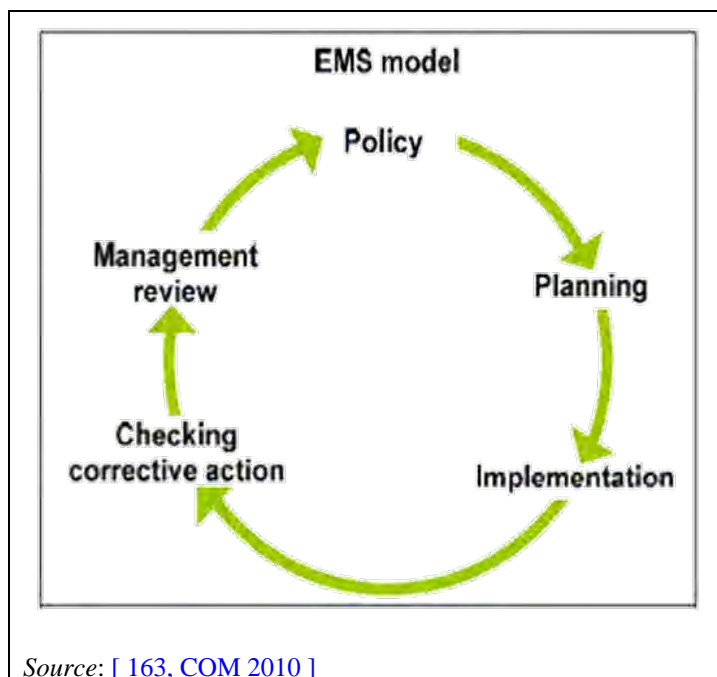 EMS model
Policy
Planning
Implementation
Checking
corrective action
Management
review
Source: [ 163, COM 2010 ]